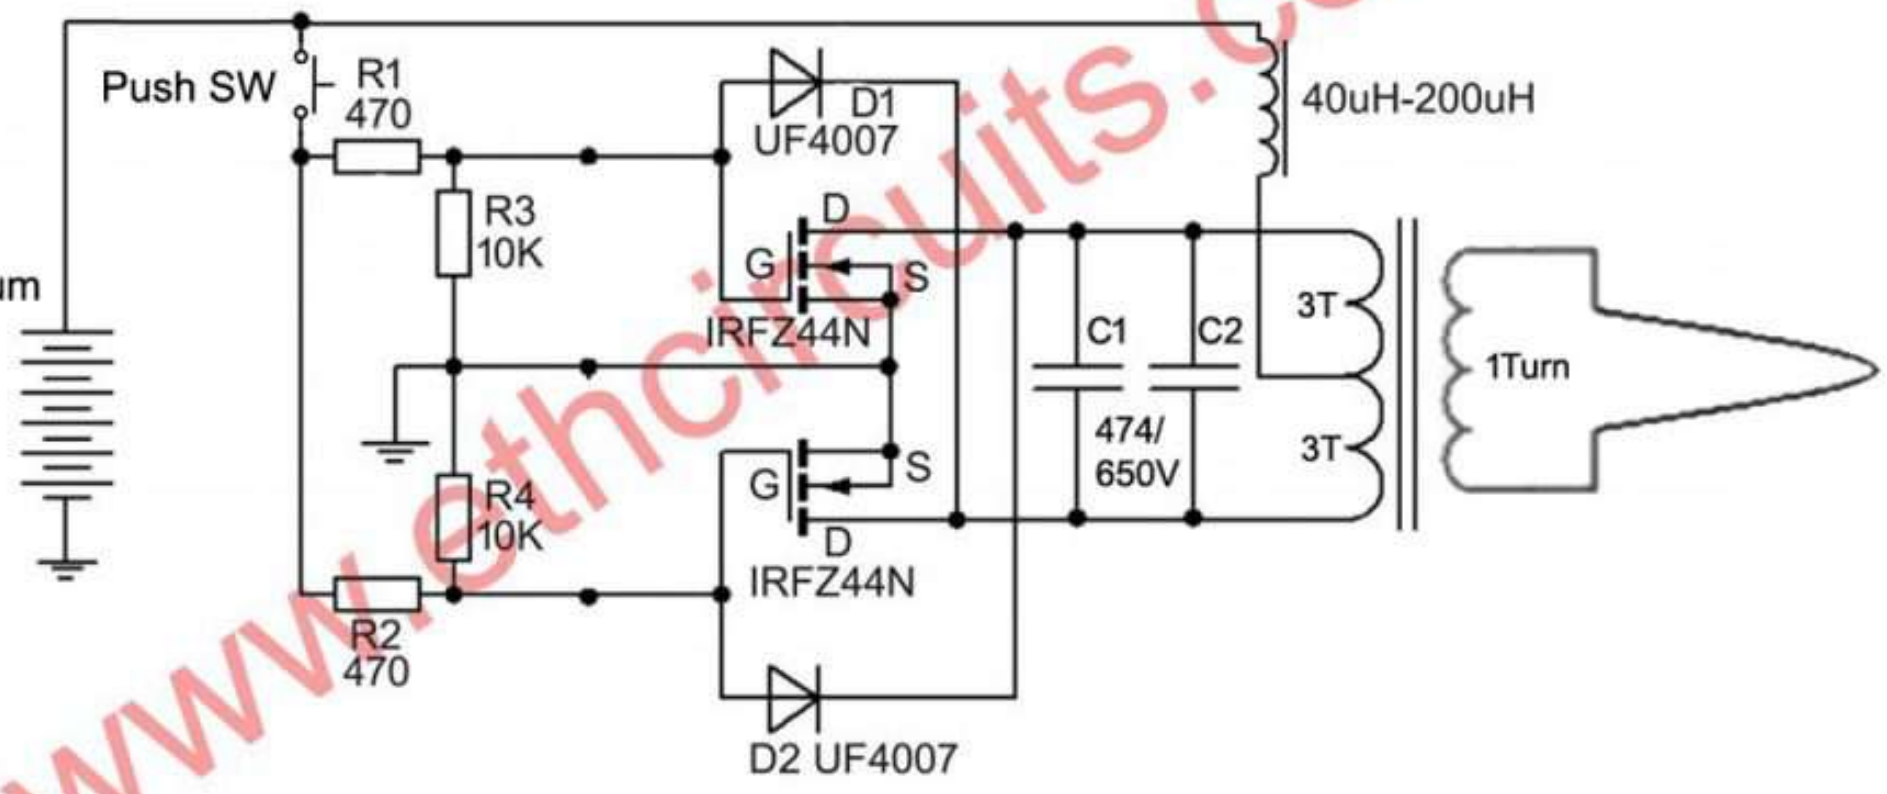 Push SW
R1
470
D1
UF4007
40uH-200uH
R3
10K
D
G
S
IRFZ44N
C1
C2
3T
1Turn
474/
650V
3T
R4
10K
G
S
D
IRFZ44N
R2
470
D2 UF4007
www.ethcircuits.co